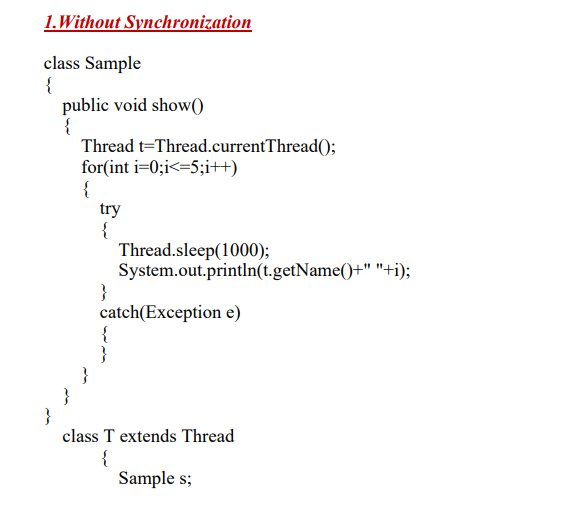 1.Without Synchronization
class Sample
{
public void show()
{
Thread t=Thread.currentThread();
for(int i=0;i<=5;i++)
{
try
{
Thread.sleep(1000);
System.out.println(t.getName()+" "+i);
}
catch(Exception e)
{
}
}
}
}
class T extends Thread
{
Sample s;